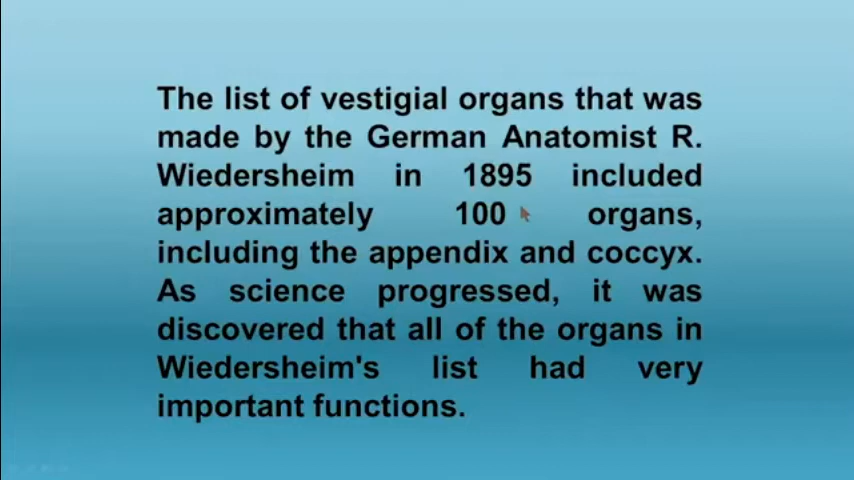 The list of vestigial organs that was
made by the German Anatomist R.
Wiedersheim in 1895 included
approximately 100 organs,
including the appendix and coccyx.
As science progressed, it was
discovered that all of the organs in
Wiedersheim's list had very
important functions.